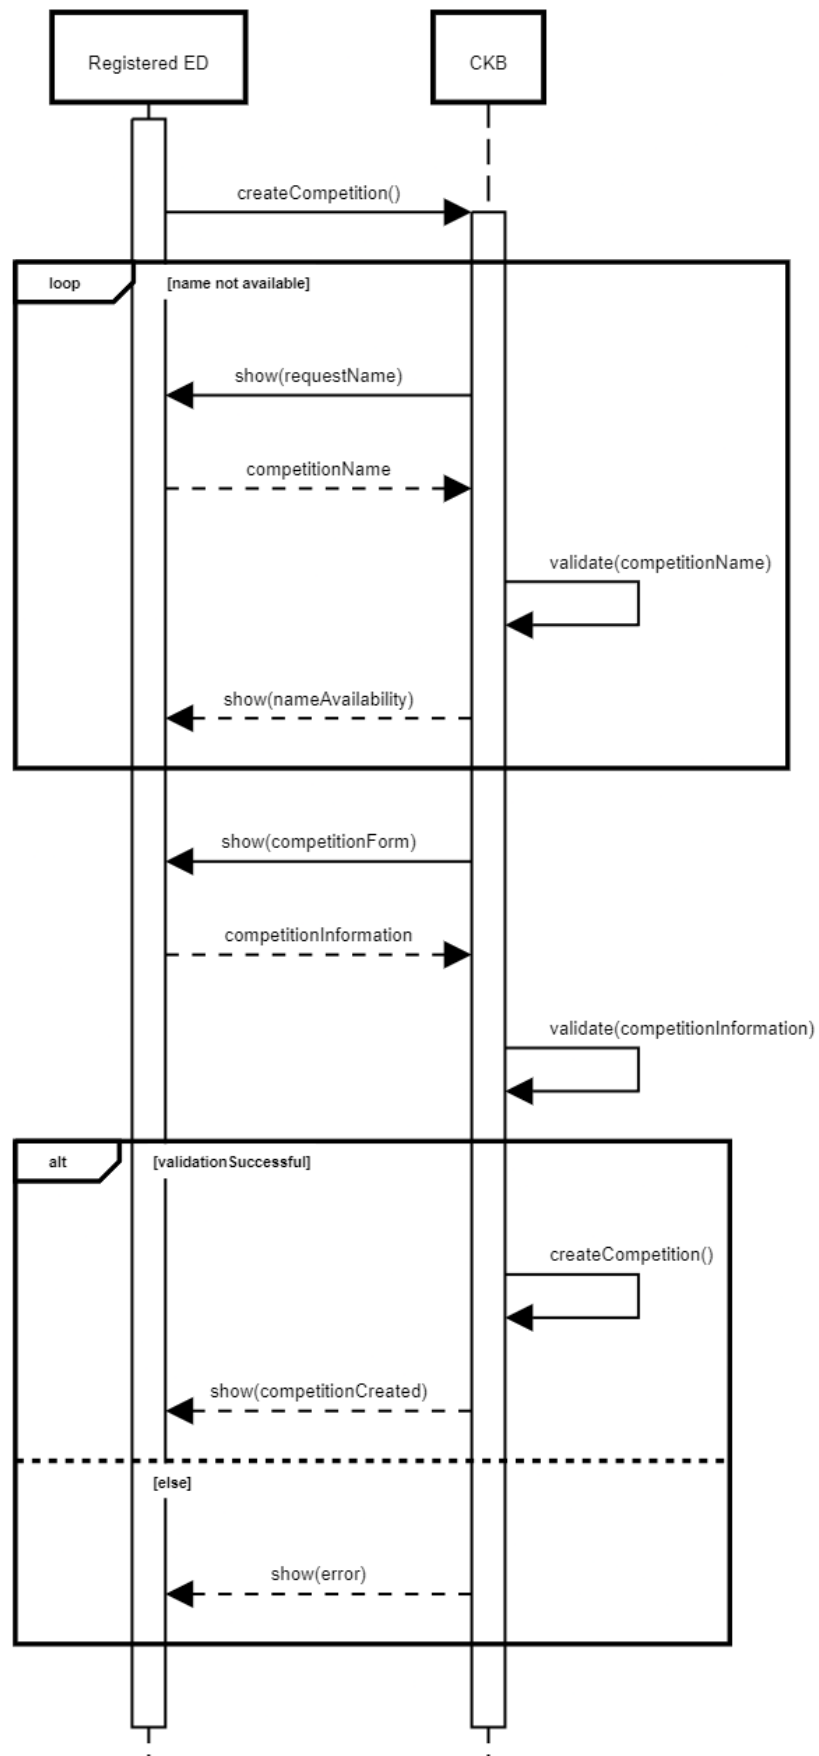 Registered ED
CKB
createCompetition()
loop
[name not available]
show(requestName)
competitionName
validate(competitionName)
show(nameAvailability)
show(competitionForm)
competitionInformation
validate(competitionInformation)
alt
[validationSuccessful]
createCompetition()
show(competitionCreated)
[else]
show(error)